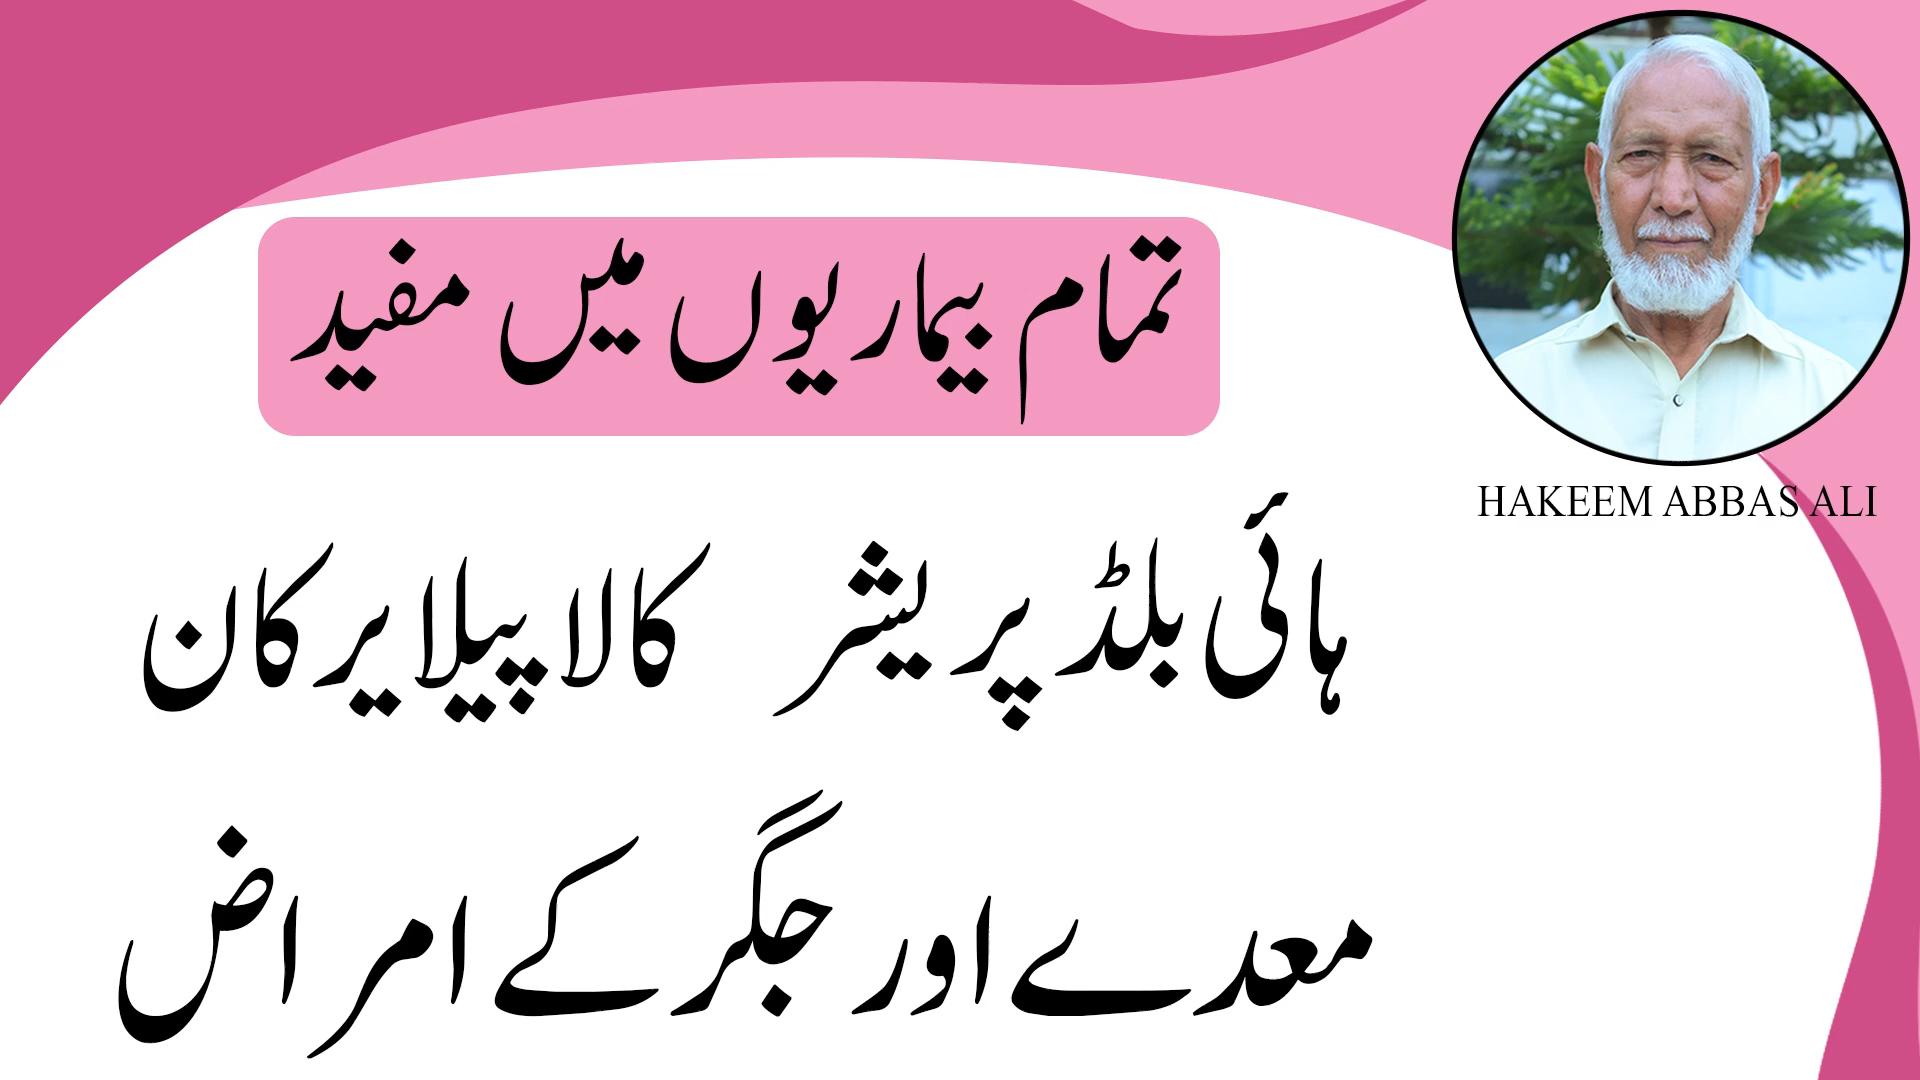 تمام بیماریوں میں مفید
HAKEEM ABBAS ALI
ہائی بلڈ پریشر کالا پیلا یرکان
معدے اور جگر کے امراض